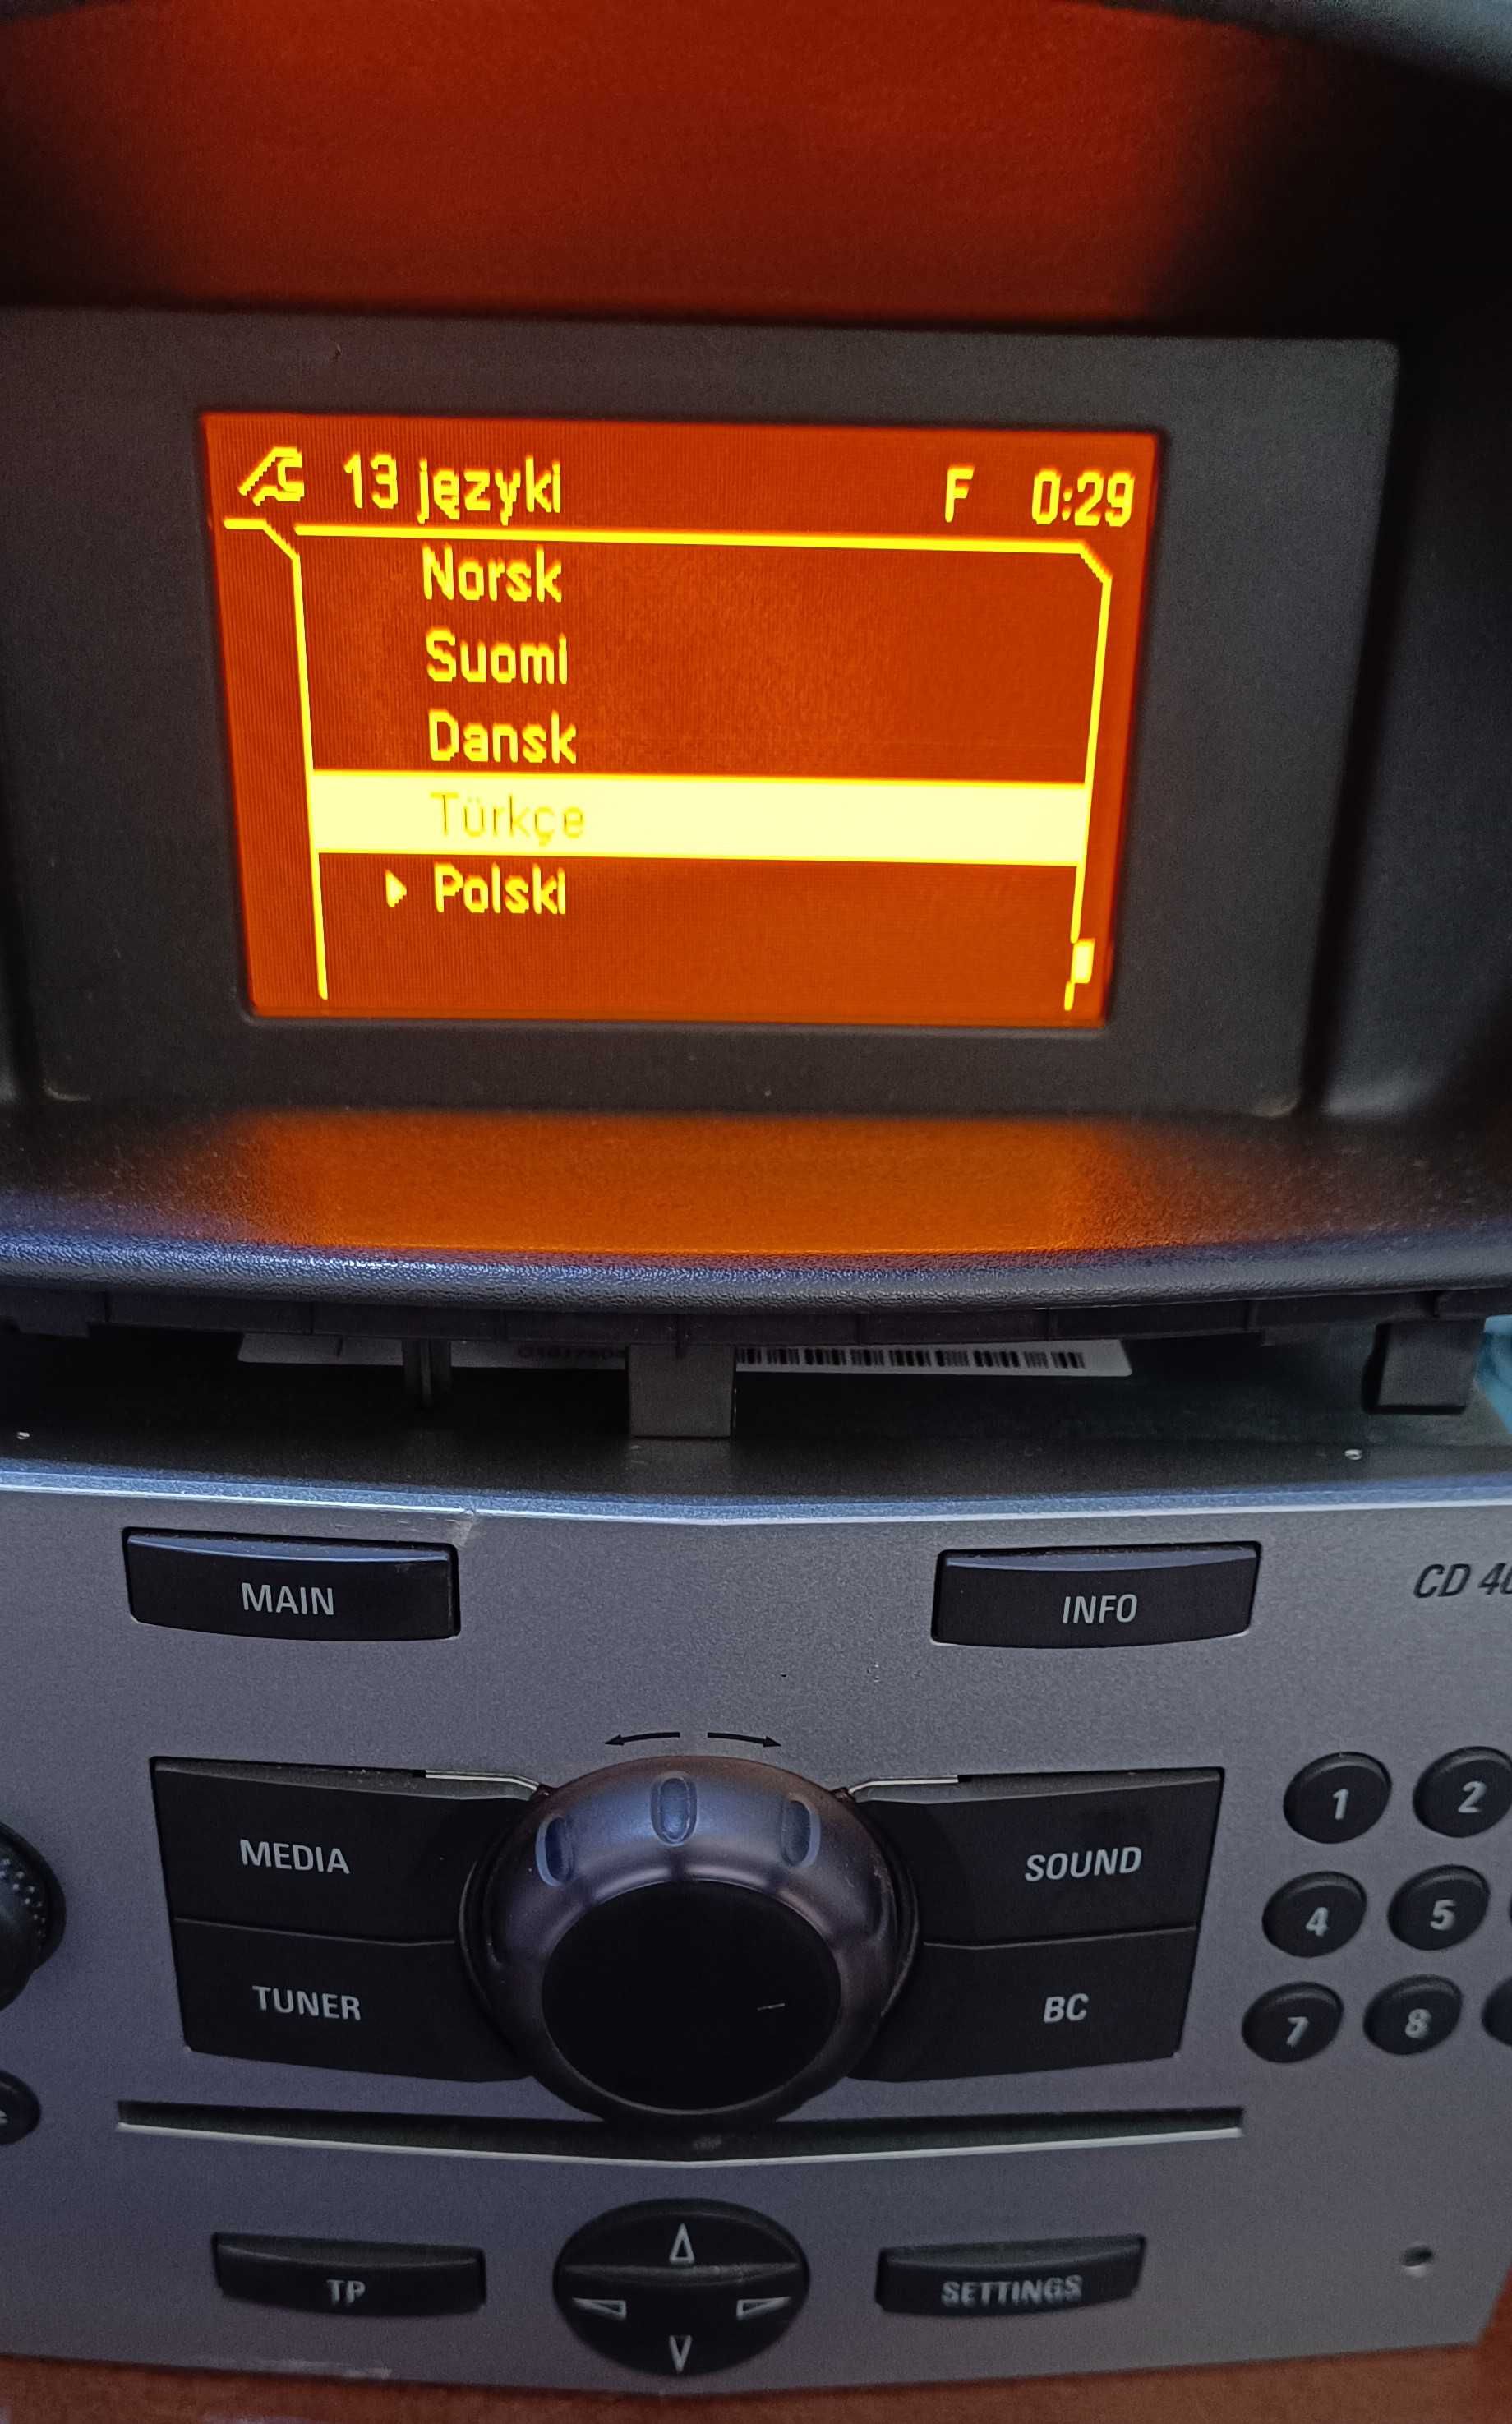 13 języki F 0:29
Norsk
Suomi
Dansk
Türkçe
Polski
MAIN
INFO
CD
MEDIA
SOUND
1
2
TUNER
BC
4
5
7
8
TP
SETTINGS